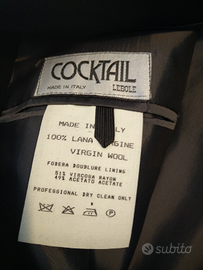 COCKTAIL
MADE IN ITALY LEBOLE
MADE IN ITALY
100% LANA VERGINE
VIRGIN WOOL
FODERA DOUBLURE LINING
51% VISCOSA RAYON
49% ACETATO ACETATE
PROFESSIONAL DRY CLEAN ONLY
P
subito